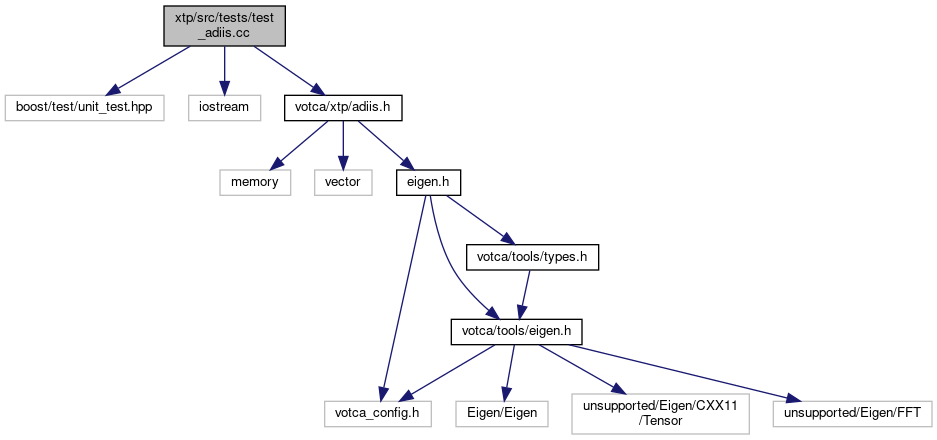 xtp/src/tests/test
_adiis.cc
boost/test/unit_test.hpp
iostream
votca/xtp/adiis.h
memory
vector
eigen.h
votca/tools/types.h
votca/tools/eigen.h
votca_config.h
Eigen/Eigen
unsupported/Eigen/CXX11
/Tensor
unsupported/Eigen/FFT